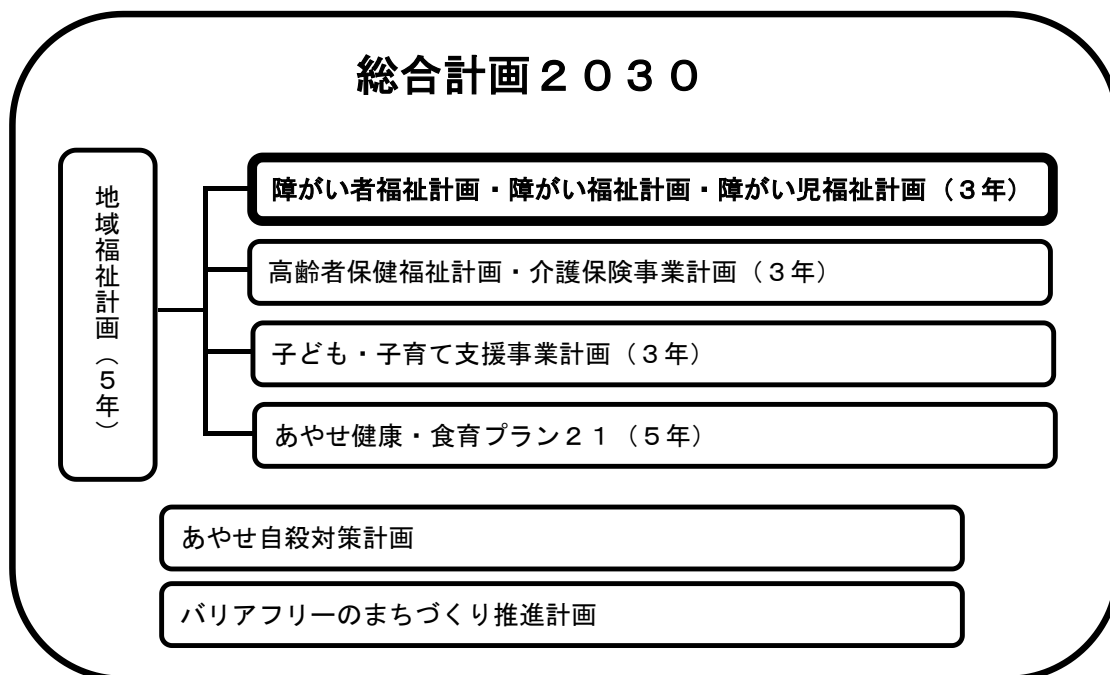 総合計画２０３０
地域福祉計画（５年）
障がい者福祉計画・障がい福祉計画・障がい児福祉計画（３年）
高齢者保健福祉計画・介護保険事業計画（３年）
子ども・子育て支援事業計画（３年）
あやせ健康・食育プラン２１（５年）
あやせ自殺対策計画
バリアフリーのまちづくり推進計画